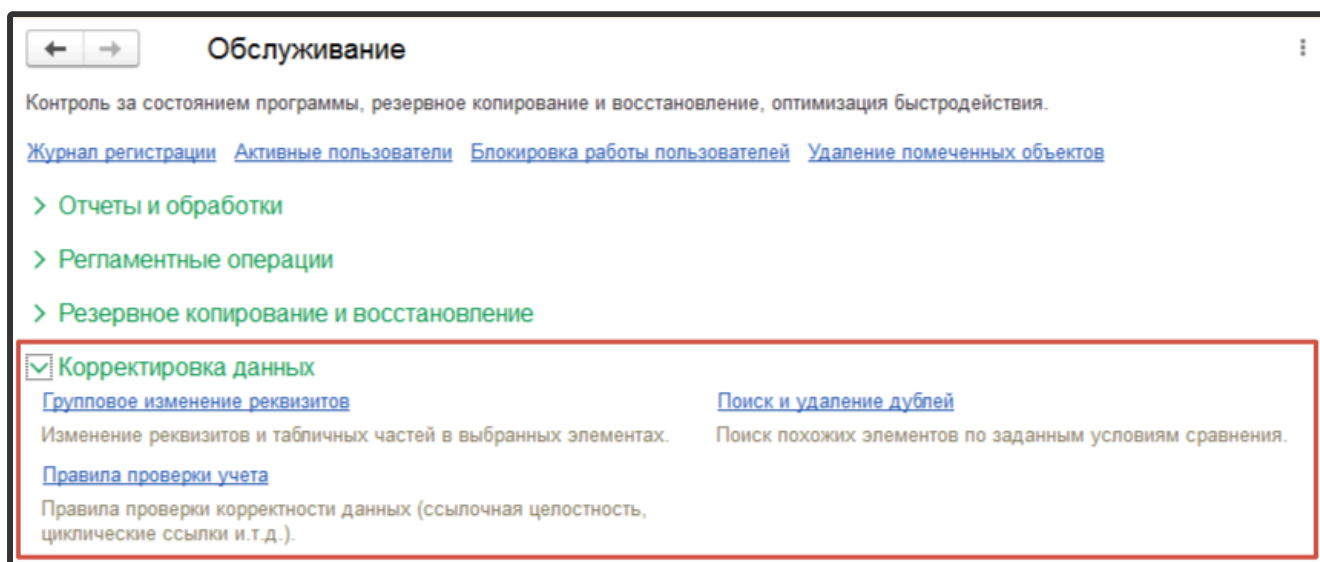 Обслуживание
Контроль за состоянием программы, резервное копирование и восстановление, оптимизация быстродействия.
Журнал регистрации Активные пользователи Блокировка работы пользователей Удаление помеченных объектов
Отчеты и обработки
Регламентные операции
Резервное копирование и восстановление
Корректировка данных
Групповое изменение реквизитов Поиск и удаление дублей
Изменение реквизитов и табличных частей в выбранных элементах. Поиск похожих элементов по заданным условиям сравнения.
Правила проверки учета
Правила проверки корректности данных (ссылочная целостность,
циклические ссылки и.т.д.).